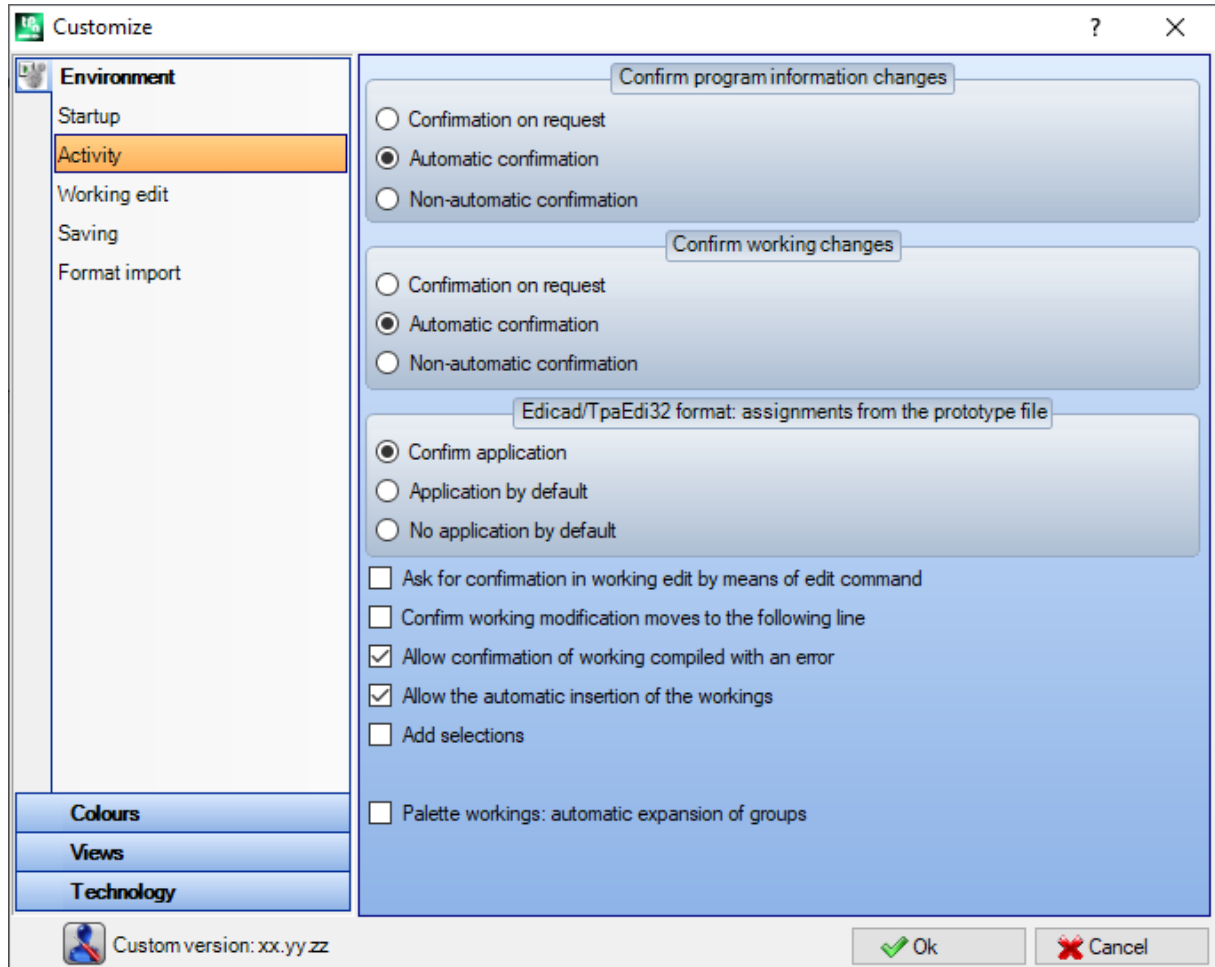 Customize
?
Environment
Startup
Activity
Working edit
Saving
Format import
Colours
Views
Technology
Confirm program information changes
Confirmation on request
Automatic confirmation
Non-automatic confirmation
Confirm working changes
Confirmation on request
Automatic confirmation
Non-automatic confirmation
Edicad/TpaEdi32 format: assignments from the prototype file
Confirm application
Application by default
No application by default
Ask for confirmation in working edit by means of edit command
Confirm working modification moves to the following line
Allow confirmation of working compiled with an error
Allow the automatic insertion of the workings
Add selections
Palette workings: automatic expansion of groups
Custom version: xx.yy.zz
Ok
Cancel